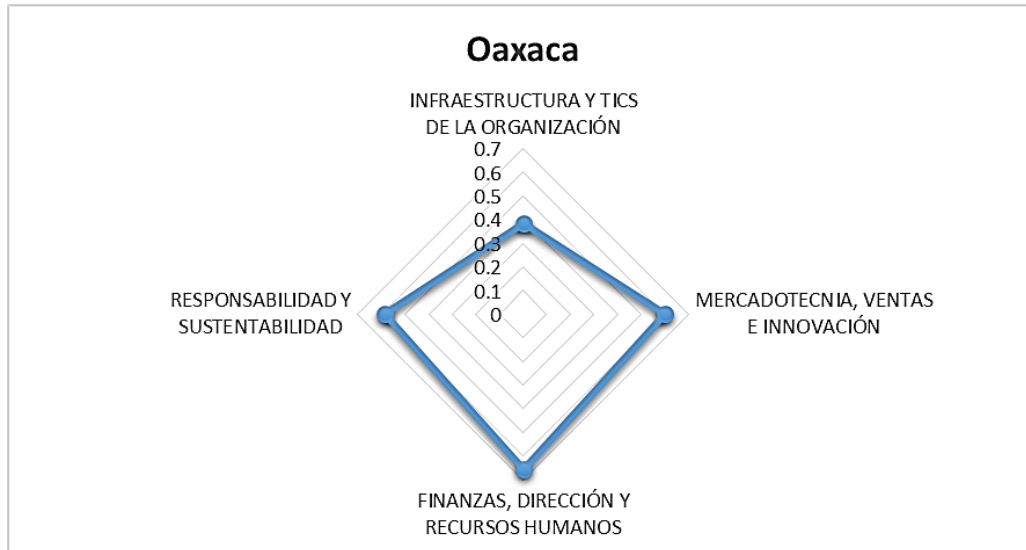 Oaxaca
INFRAESTRUCTURA Y TICS
DE LA ORGANIZACIÓN
0.7
0.6
0.5
0.4
0.3
0.2
0.1
0
RESPONSABILIDAD Y
SUSTENTABILIDAD
MERCADOTECNIA, VENTAS
E INNOVACIÓN
FINANZAS, DIRECCIÓN Y
RECURSOS HUMANOS